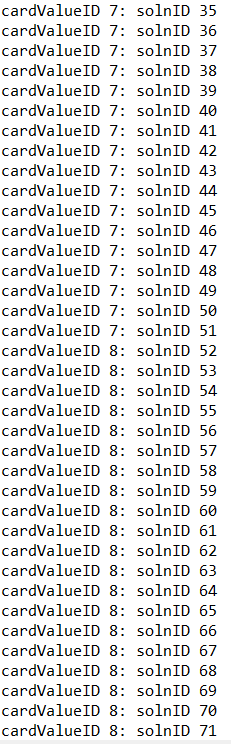 cardValueID 7: solnID 35
cardValueID 7: solnID 36
cardValueID 7: solnID 37
cardValueID 7: solnID 38
cardValueID 7: solnID 39
cardValueID 7: solnID 40
cardValueID 7: solnID 41
cardValueID 7: solnID 42
cardValueID 7: solnID 43
cardValueID 7: solnID 44
cardValueID 7: solnID 45
cardValueID 7: solnID 46
cardValueID 7: solnID 47
cardValueID 7: solnID 48
cardValueID 7: solnID 49
cardValueID 7: solnID 50
cardValueID 7: solnID 51
cardValueID 8: solnID 52
cardValueID 8: solnID 53
cardValueID 8: solnID 54
cardValueID 8: solnID 55
cardValueID 8: solnID 56
cardValueID 8: solnID 57
cardValueID 8: solnID 58
cardValueID 8: solnID 59
cardValueID 8: solnID 60
cardValueID 8: solnID 61
cardValueID 8: solnID 62
cardValueID 8: solnID 63
cardValueID 8: solnID 64
cardValueID 8: solnID 65
cardValueID 8: solnID 66
cardValueID 8: solnID 67
cardValueID 8: solnID 68
cardValueID 8: solnID 69
cardValueID 8: solnID 70
cardValueID 8: solnID 71